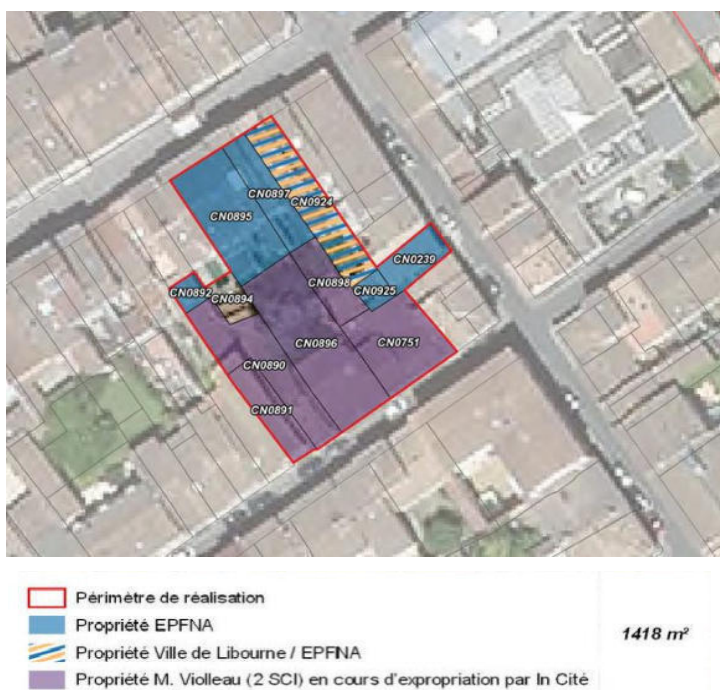 CN0897
CN0924
CN0895
CN0239
CN0898
CN0892
CN0894
CN0925
CN0896
CN0751
CN0890
CN0891
Périmètre de réalisation
Propriété EPFNA
Propriété Ville de Libourne / EPFNA
1418 m²
Propriété M. Violleau (2 SCI) en cours d'expropriation par In Cité